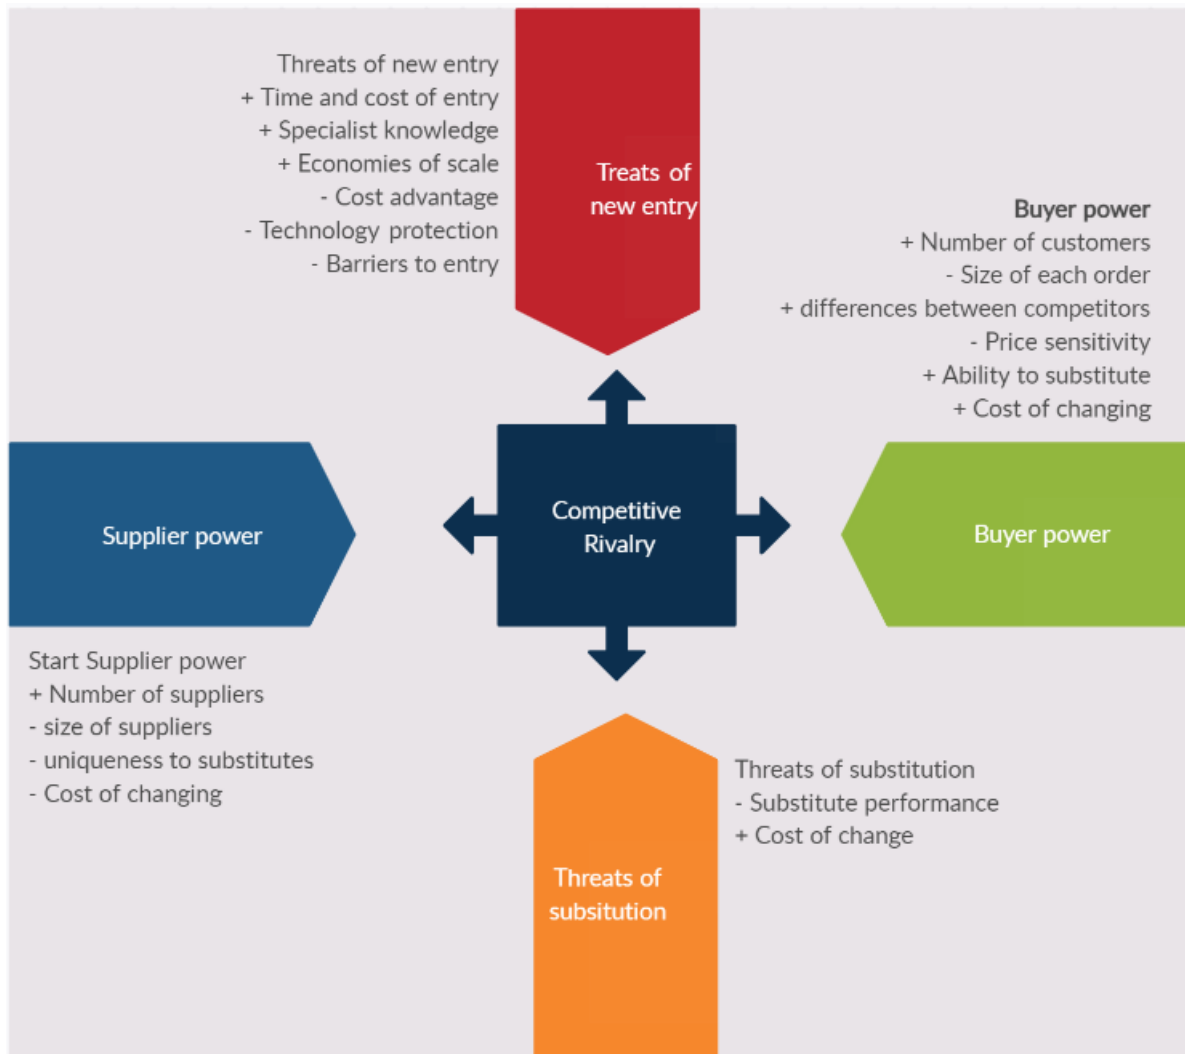 Threats of new entry
+ Time and cost of entry
+ Specialist knowledge
+ Economies of scale
- Cost advantage
- Technology protection
- Barriers to entry
Treats of
new entry
Buyer power
+ Number of customers
- Size of each order
+ differences between competitors
- Price sensitivity
+ Ability to substitute
+ Cost of changing
Supplier power
Competitive
Rivalry
Buyer power
Start Supplier power
+ Number of suppliers
- size of suppliers
- uniqueness to substitutes
- Cost of changing
Threats of substitution
- Substitute performance
+ Cost of change
Threats of
subsitution